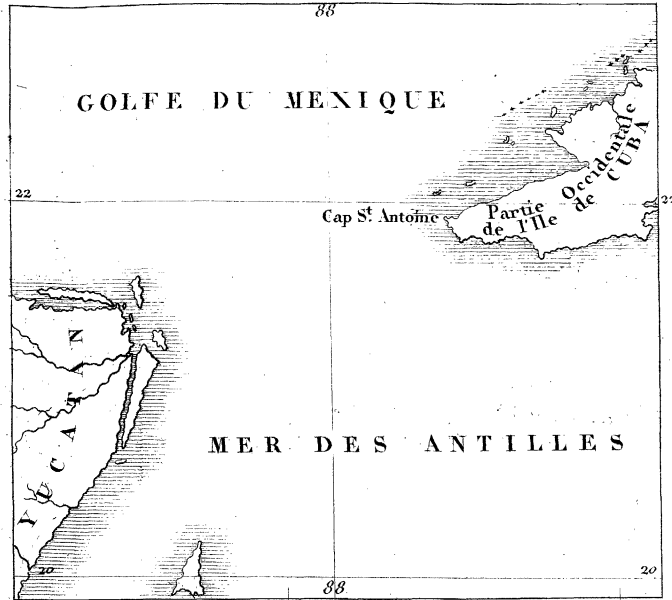 88
GOLFE DU MEXIQUE
22
22
Cap S.t Antoine
Partie Occidentale
de l'Ile de CUBA
YUCATAN
MER DES ANTILLES
20
20
88